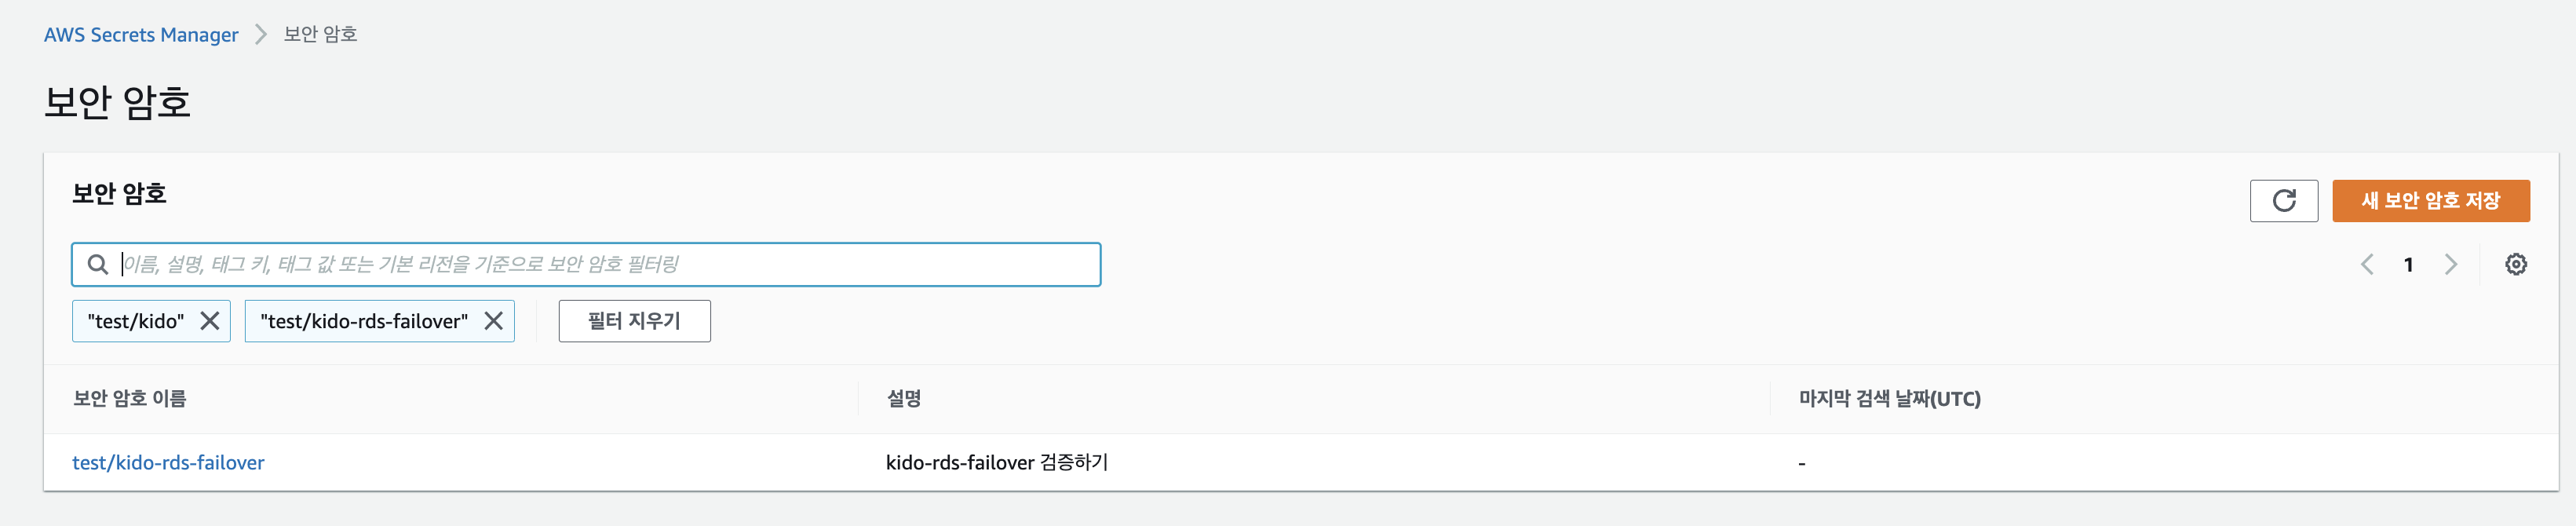 AWS Secrets Manager > 보안 암호
보안 암호
보안 암호
새 보안 암호 저장
이름, 설명, 태그 키, 태그 값 또는 기본 리전을 기준으로 보안 암호 필터링
1
"test/kido" "test/kido-rds-failover" 필터 지우기
보안 암호 이름 설명 마지막 검색 날짜(UTC)
test/kido-rds-failover kido-rds-failover 검증하기 -